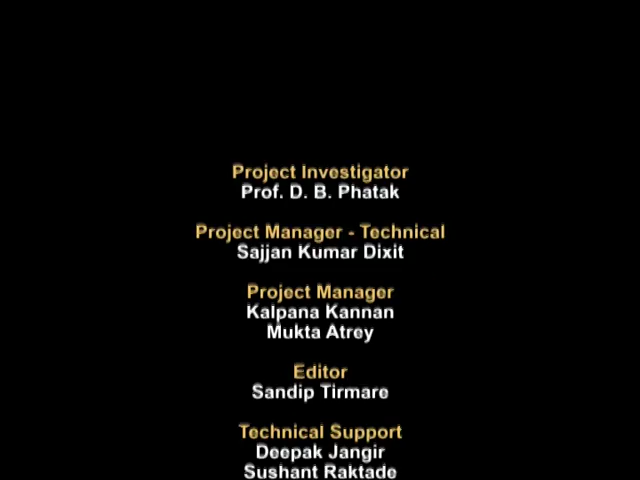 Project Investigator
Prof. D. B. Phatak
Project Manager - Technical
Sajjan Kumar Dixit
Project Manager
Kalpana Kannan
Mukta Atrey
Editor
Sandip Tirmare
Technical Support
Deepak Jangir
Sushant Raktade